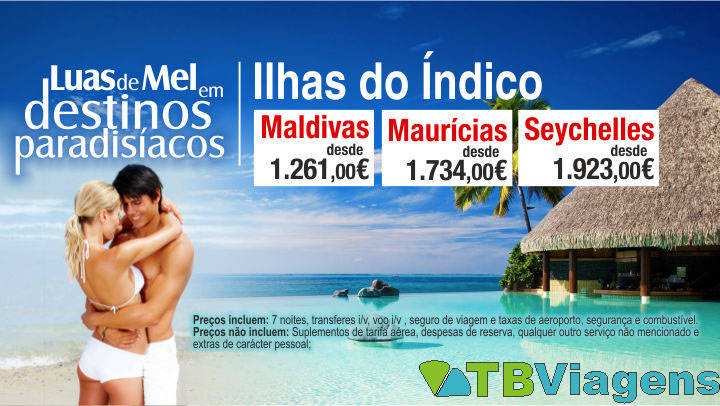 Luas de Mel em
destinos
paradisíacos
Ilhas do Índico
Maldivas
desde
1.261,00€
Maurícias
desde
1.734,00€
Seychelles
desde
1.923,00€
Preços incluem: 7 noites, transferes i/v, voo i/v , seguro de viagem e taxas de aeroporto, segurança e combustível.
Preços não incluem: Suplementos de tarifa aérea, despesas de reserva, qualquer outro serviço não mencionado e
extras de carácter pessoal;
TBViagens